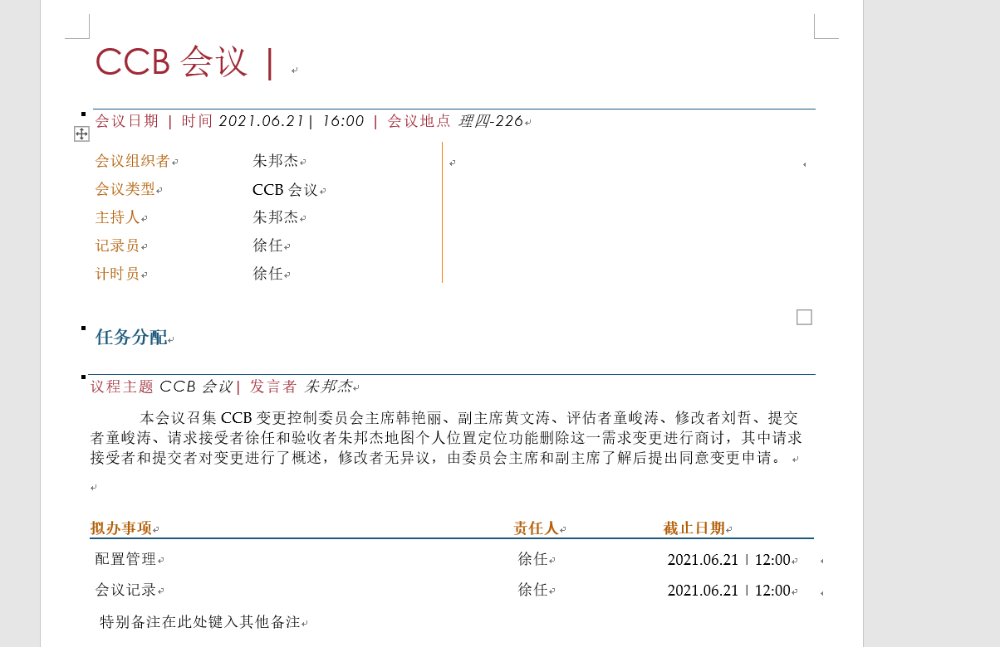 CCB 会议 |
会议日期 | 时间 2021.06.21| 16:00 | 会议地点 理四-226
会议组织者 朱邦杰
会议类型 CCB 会议
主持人 朱邦杰
记录员 徐任
计时员 徐任
任务分配
议程主题 CCB 会议| 发言者 朱邦杰
本会议召集 CCB 变更控制委员会主席韩艳丽、副主席黄文涛、评估者童峻涛、修改者刘哲、提交
者童峻涛、请求接受者徐任和验收者朱邦杰地图个人位置定位功能删除这一需求变更进行商讨，其中请求
接受者和提交者对变更进行了概述，修改者无异议，由委员会主席和副主席了解后提出同意变更申请。
拟办事项 责任人 截止日期
配置管理 徐任 2021.06.21 | 12:00
会议记录 徐任 2021.06.21 | 12:00
特别备注在此处键入其他备注